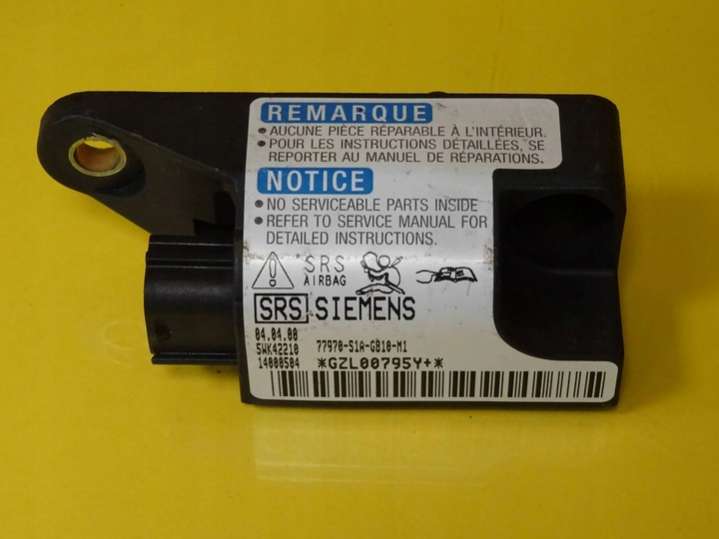 REMARQUE
• AUCUNE PIÈCE RÉPARABLE À L'INTÉRIEUR.
• POUR LES INSTRUCTIONS DÉTAILLÉES, SE
REPORTER AU MANUEL DE RÉPARATIONS.
NOTICE
• NO SERVICEABLE PARTS INSIDE
• REFER TO SERVICE MANUAL FOR
DETAILED INSTRUCTIONS.
SRS
AIRBAG
SRS SIEMENS
04.04.00
5WK42210 77970-S1A-G810-M1
14000504 *GZL00795Y+*